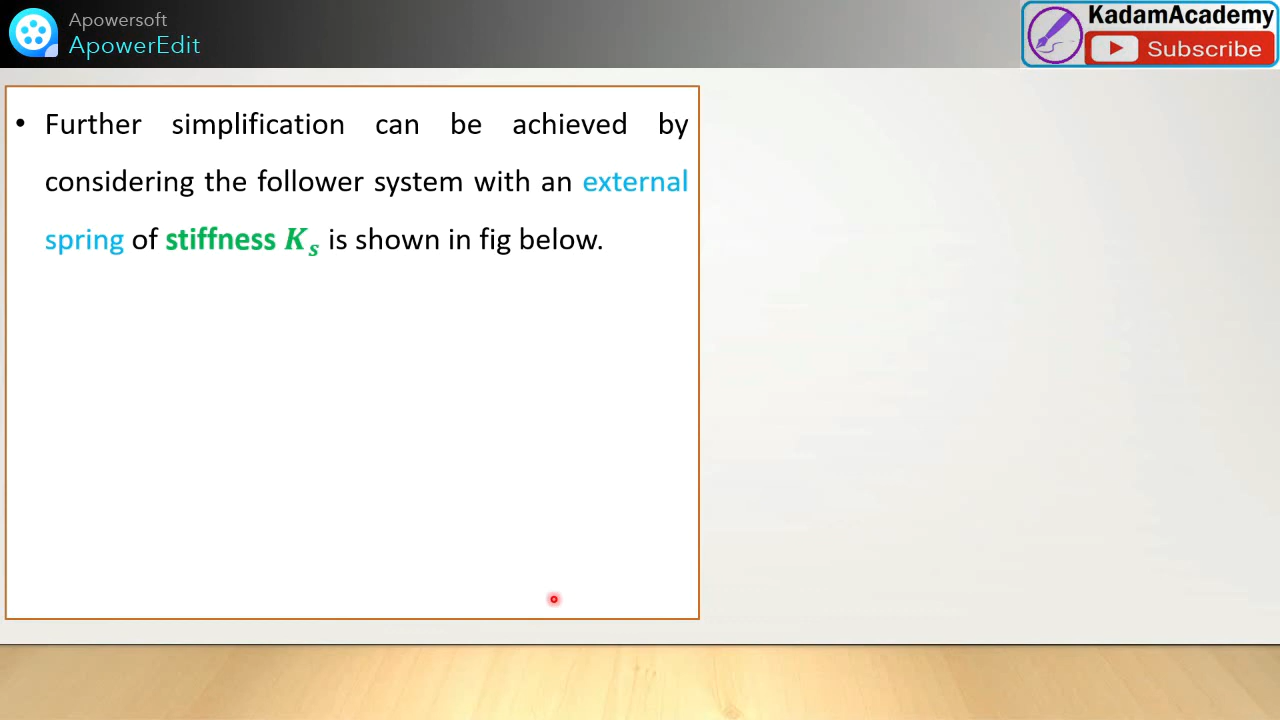 Apowersoft
ApowerEdit
KadamAcademy
Subscribe
• Further simplification can be achieved by
considering the follower system with an external
spring of stiffness Kₛ is shown in fig below.